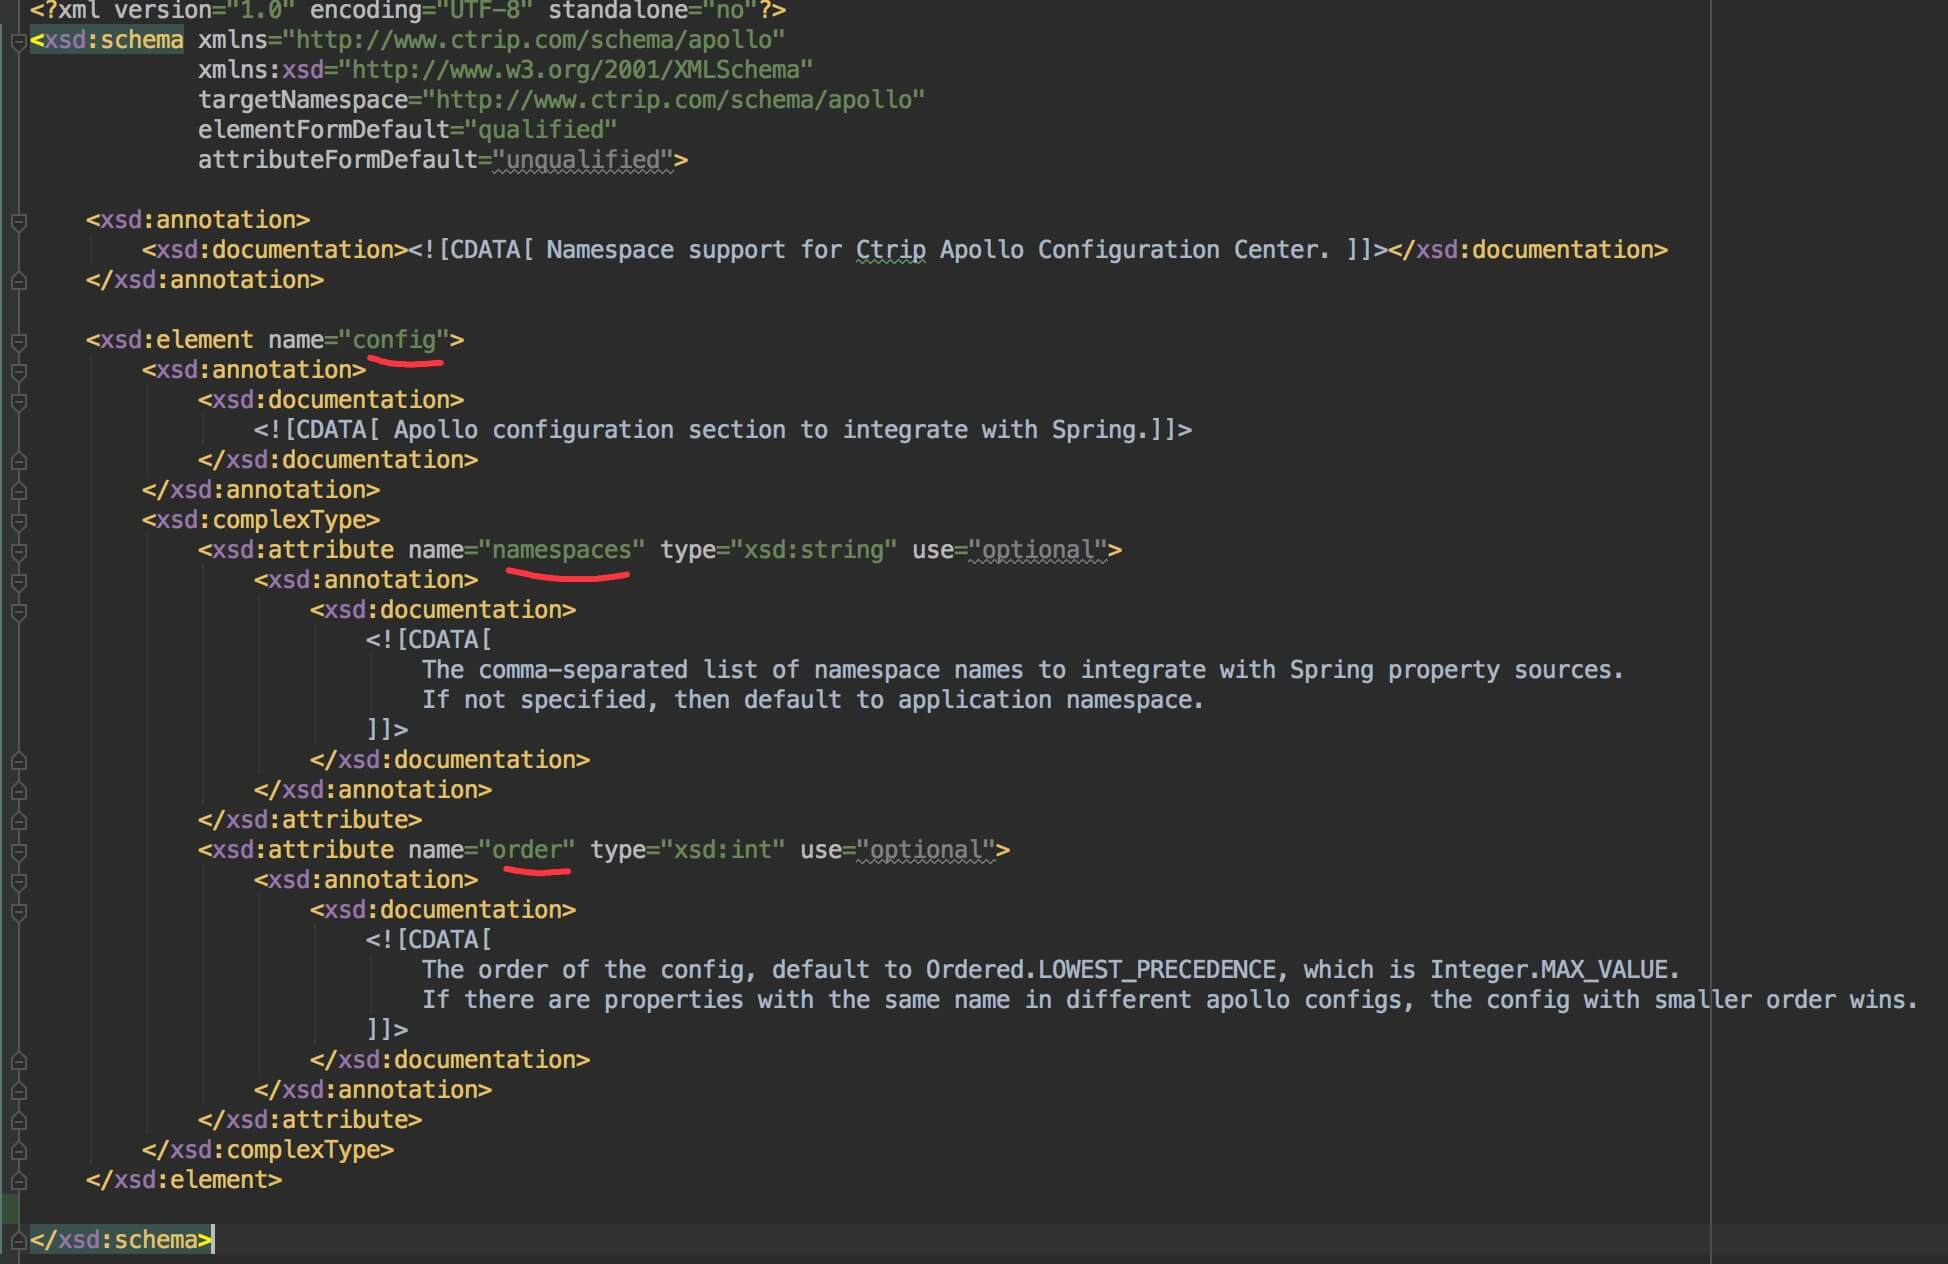 <?xml version="1.0" encoding="UTF-8" standalone="no"?>
<xsd:schema xmlns="http://www.ctrip.com/schema/apollo"
            xmlns:xsd="http://www.w3.org/2001/XMLSchema"
            targetNamespace="http://www.ctrip.com/schema/apollo"
            elementFormDefault="qualified"
            attributeFormDefault="unqualified">

    <xsd:annotation>
        <xsd:documentation><![CDATA[ Namespace support for Ctrip Apollo Configuration Center. ]]></xsd:documentation>
    </xsd:annotation>

    <xsd:element name="config">
        <xsd:annotation>
            <xsd:documentation>
                <![CDATA[ Apollo configuration section to integrate with Spring.]]>
            </xsd:documentation>
        </xsd:annotation>
        <xsd:complexType>
            <xsd:attribute name="namespaces" type="xsd:string" use="optional">
                <xsd:annotation>
                    <xsd:documentation>
                        <![CDATA[
                            The comma-separated list of namespace names to integrate with Spring property sources.
                            If not specified, then default to application namespace.
                        ]]>
                    </xsd:documentation>
                </xsd:annotation>
            </xsd:attribute>
            <xsd:attribute name="order" type="xsd:int" use="optional">
                <xsd:annotation>
                    <xsd:documentation>
                        <![CDATA[
                            The order of the config, default to Ordered.LOWEST_PRECEDENCE, which is Integer.MAX_VALUE.
                            If there are properties with the same name in different apollo configs, the config with smaller order wins.
                        ]]>
                    </xsd:documentation>
                </xsd:annotation>
            </xsd:attribute>
        </xsd:complexType>
    </xsd:element>

</xsd:schema>